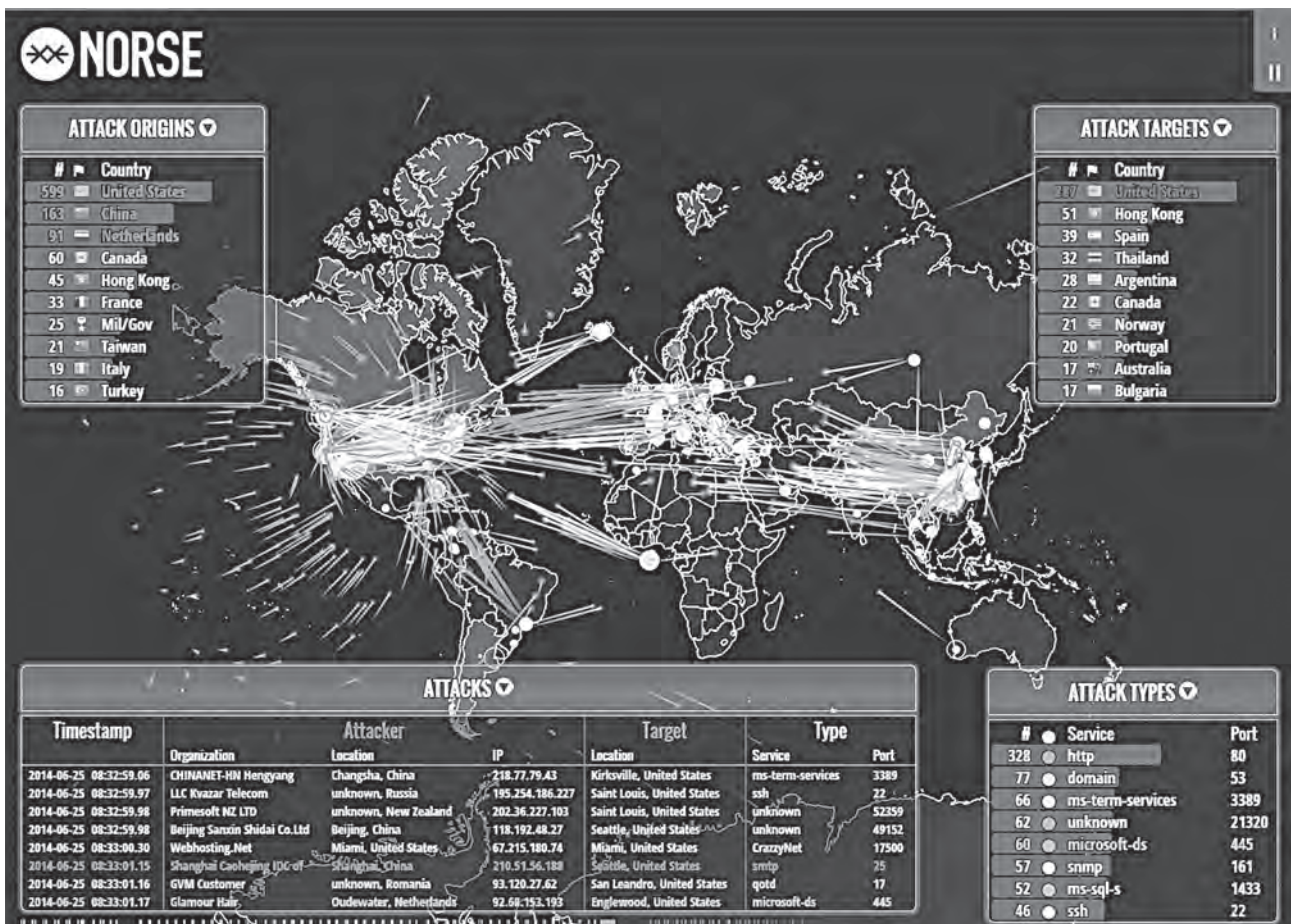 NORSE
ATTACK ORIGINS
# Country
599 United States
163 China
91 Netherlands
60 Canada
45 Hong Kong
33 France
25 Mil/Gov
21 Taiwan
19 Italy
16 Turkey
ATTACK TARGETS
# Country
United States
51 Hong Kong
39 Spain
32 Thailand
28 Argentina
22 Canada
21 Norway
20 Portugal
17 Australia
17 Bulgaria
ATTACKS
Timestamp Attacker Target Type
Organization Location IP Location Service Port
2014-06-25 08:32:59.06 CHINANET-HN Hengyang Changsha, China 218.77.79.43 Kirksville, United States ms-term-services 3389
2014-06-25 08:32:59.97 LLC Kvazar Telecom unknown, Russia 195.254.186.227 Saint Louis, United States ssh 22
2014-06-25 08:32:59.98 Primesoft NZ LTD unknown, New Zealand 202.36.227.103 Saint Louis, United States unknown 52359
2014-06-25 08:32:59.98 Beijing Sanxin Shidai Co.Ltd Beijing, China 118.192.48.27 Seattle, United States unknown 49152
2014-06-25 08:33:00.30 Webhosting.Net Miami, United States 67.215.180.74 Miami, United States CrazzyNet 17500
2014-06-25 08:33:01.15 Shanghai Caohejing IDC of Shanghai, China 210.51.56.188 Seattle, United States smtp 25
2014-06-25 08:33:01.16 GVM Customer unknown, Romania 93.120.27.62 San Leandro, United States qotd 17
2014-06-25 08:33:01.17 Glamour Hair Oudewater, Netherlands 92.68.153.193 Englewood, United States microsoft-ds 445
ATTACK TYPES
# Service Port
328 http 80
77 domain 53
66 ms-term-services 3389
62 unknown 21320
60 microsoft-ds 445
57 snmp 161
52 ms-sql-s 1433
46 ssh 22